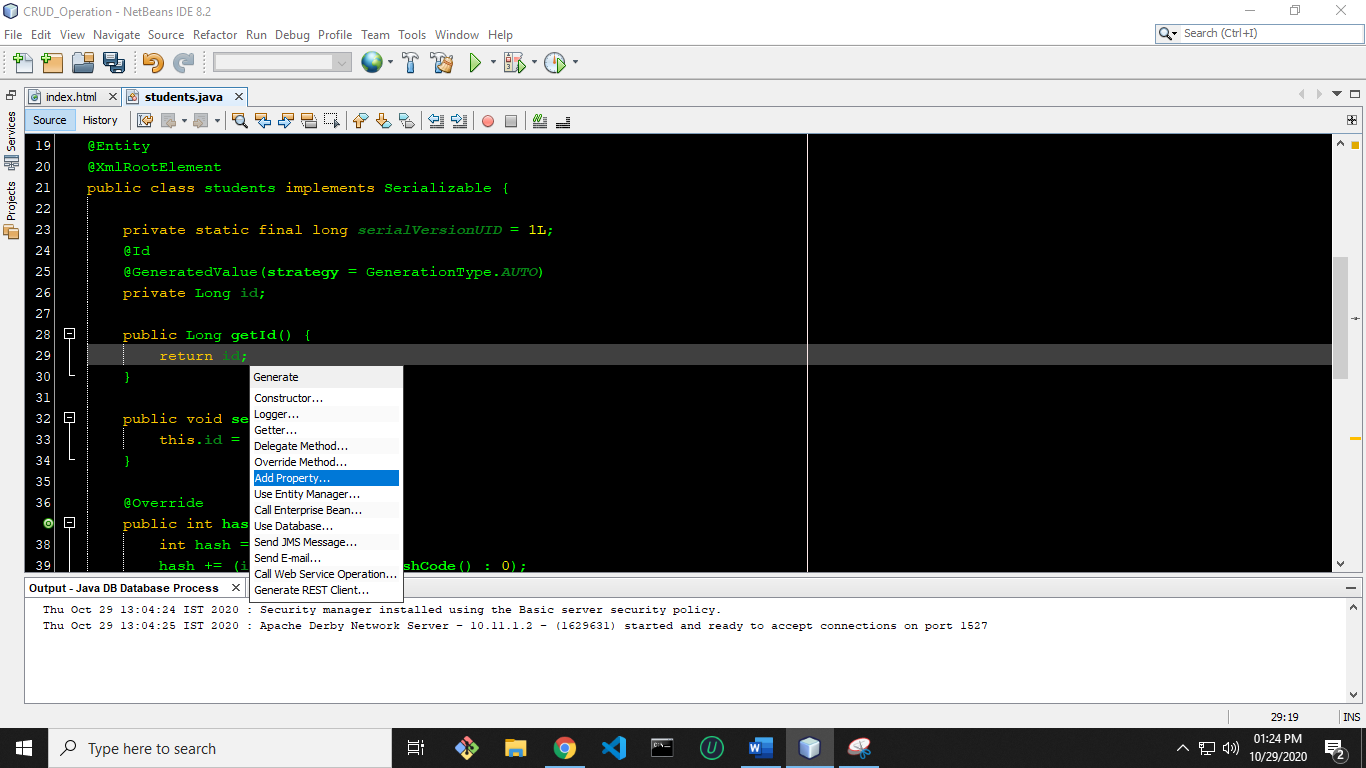 CRUD_Operation - NetBeans IDE 8.2
File Edit View Navigate Source Refactor Run Debug Profile Team Tools Window Help
Search (Ctrl+I)
index.html students.java
Services
Projects
Source History
19 @Entity
20 @XmlRootElement
21 public class students implements Serializable {
22
23 private static final long serialVersionUID = 1L;
24 @Id
25 @GeneratedValue(strategy = GenerationType.AUTO)
26 private Long id;
27
28 public Long getId() {
29 return id;
30 }
31
32 public void se
33 this.id =
34 }
35
36 @Override
public int has
38 int hash =
39 hash += (i shCode() : 0);
Generate
Constructor...
Logger...
Getter...
Delegate Method...
Override Method...
Add Property...
Use Entity Manager...
Call Enterprise Bean...
Use Database...
Send JMS Message...
Send E-mail...
Call Web Service Operation...
Generate REST Client...
Output - Java DB Database Process
Thu Oct 29 13:04:24 IST 2020 : Security manager installed using the Basic server security policy.
Thu Oct 29 13:04:25 IST 2020 : Apache Derby Network Server - 10.11.1.2 - (1629631) started and ready to accept connections on port 1527
29:19 INS
Type here to search
01:24 PM
10/29/2020
2